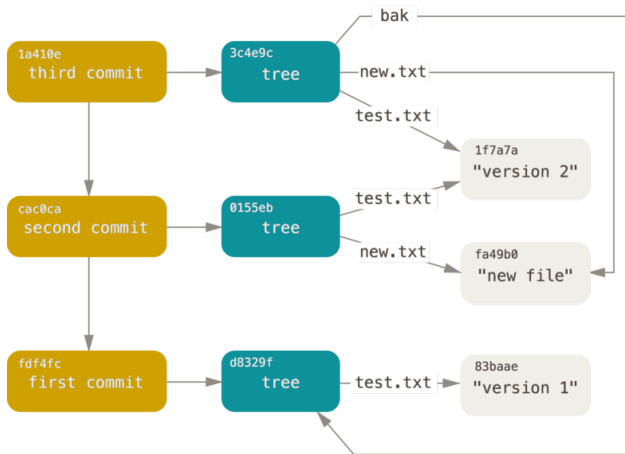 bak
1a410e
third commit
3c4e9c
tree
new.txt
test.txt
1f7a7a
"version 2"
cac0ca
second commit
0155eb
tree
test.txt
new.txt
fa49b0
"new file"
fdf4fc
first commit
d8329f
tree
test.txt
83baae
"version 1"